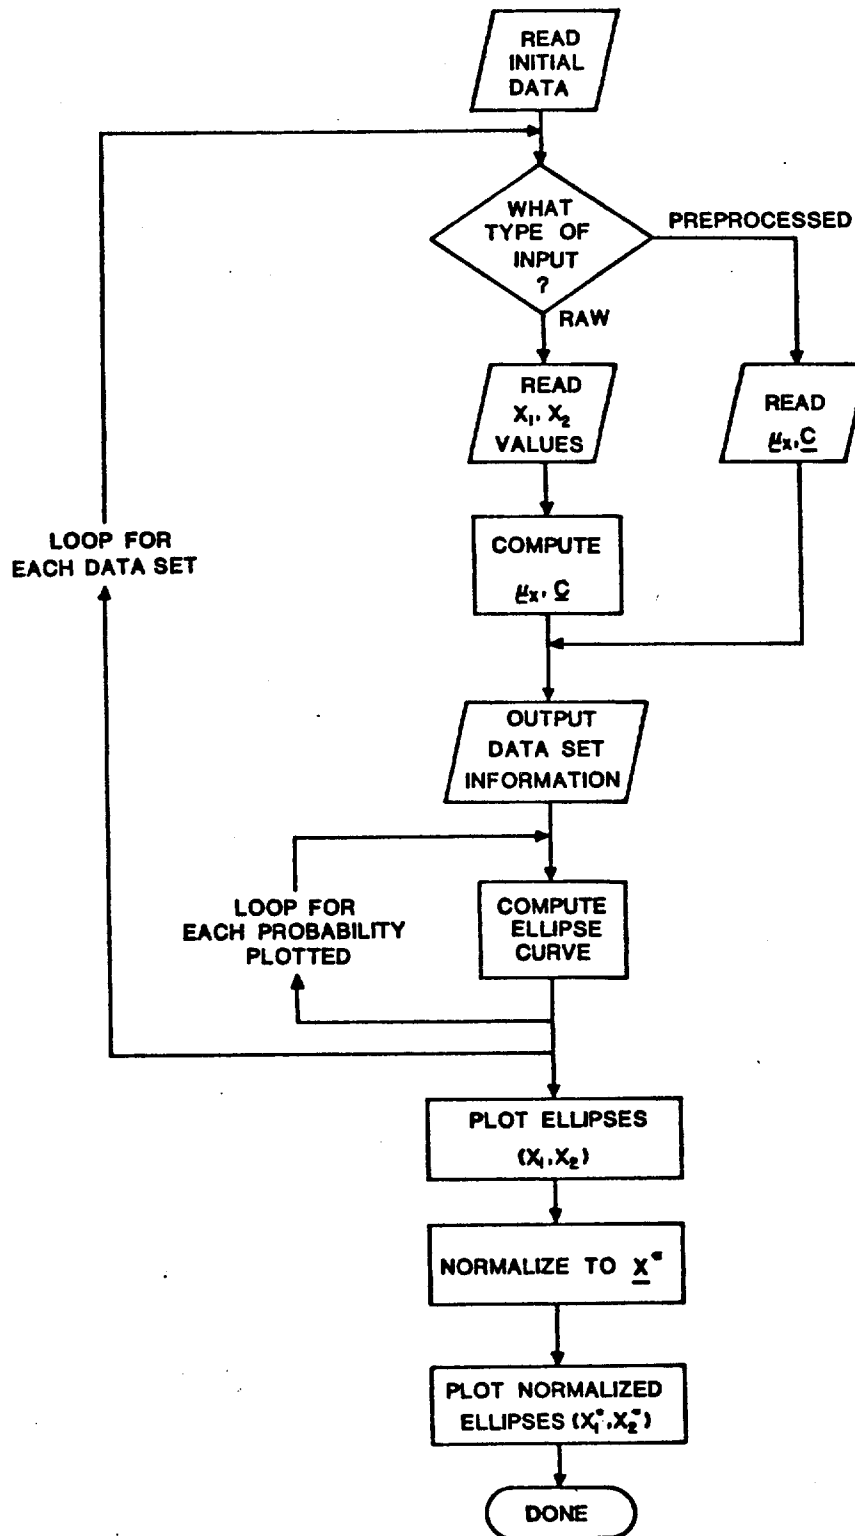 READ
INITIAL
DATA
WHAT
TYPE OF
INPUT
?
PREPROCESSED
RAW
READ
X₁, X₂
VALUES
READ
μₓ, C
COMPUTE
μₓ, C
LOOP FOR
EACH DATA SET
OUTPUT
DATA SET
INFORMATION
LOOP FOR
EACH PROBABILITY
PLOTTED
COMPUTE
ELLIPSE
CURVE
PLOT ELLIPSES
(X₁,X₂)
NORMALIZE TO X*
PLOT NORMALIZED
ELLIPSES (X₁*,X₂*)
DONE